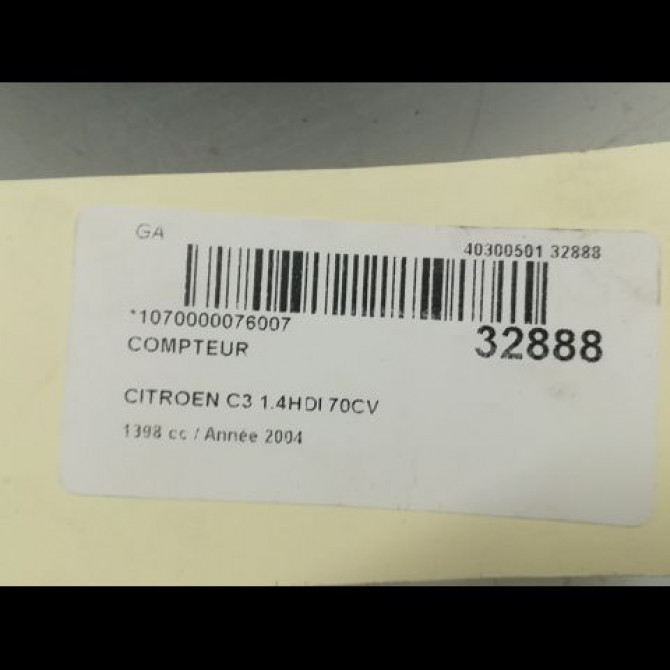 GA
40300501 32888
*1070000076007
32888
COMPTEUR
CITROEN C3 1.4HDI 70CV
1398 cc / Année 2004